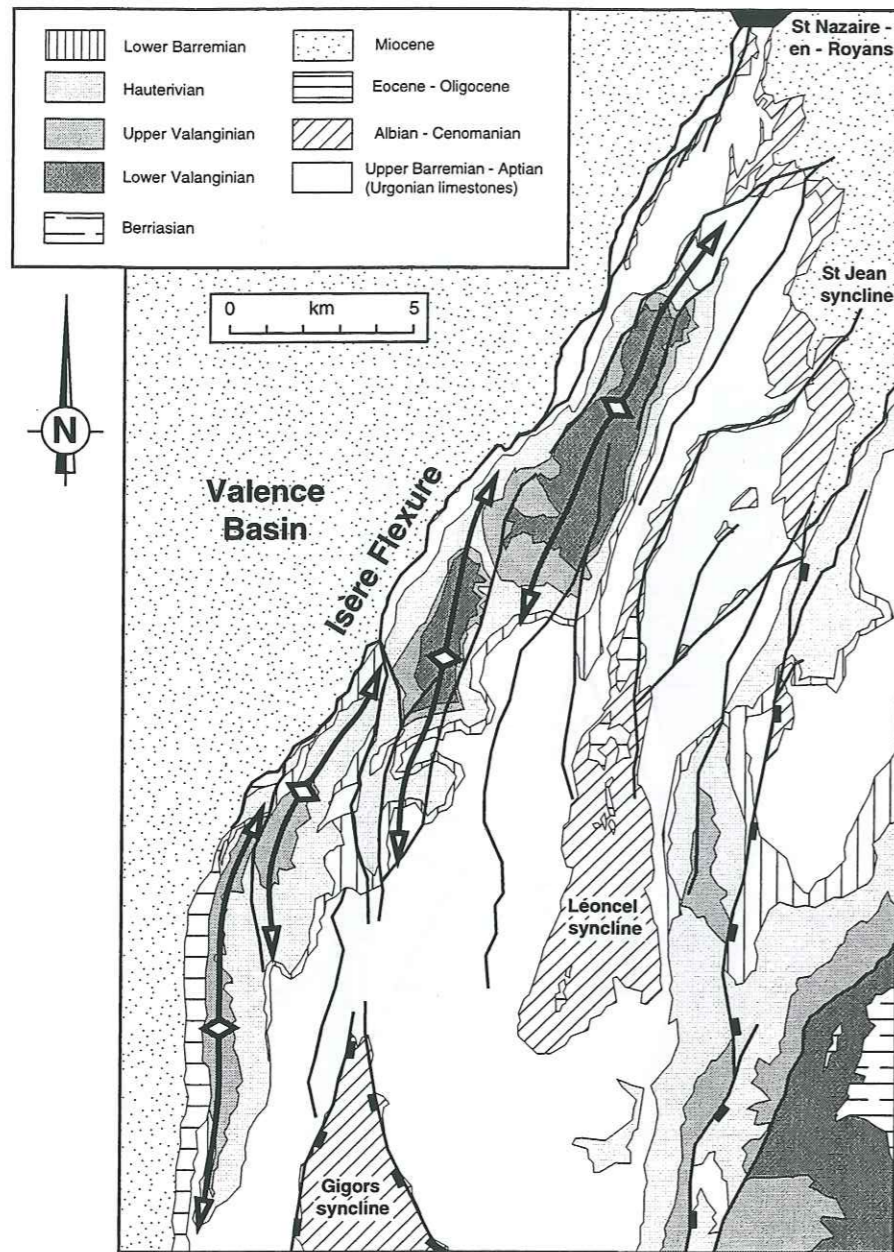 Lower Barremian
Hauterivian
Upper Valanginian
Lower Valanginian
Berriasian
Miocene
Eocene - Oligocene
Albian - Cenomanian
Upper Barremian - Aptian
(Urgonian limestones)
St Nazaire -
en - Royans
St Jean
syncline
0 km 5
N
Valence
Basin
Isère Flexure
Léoncel
syncline
Gigors
syncline